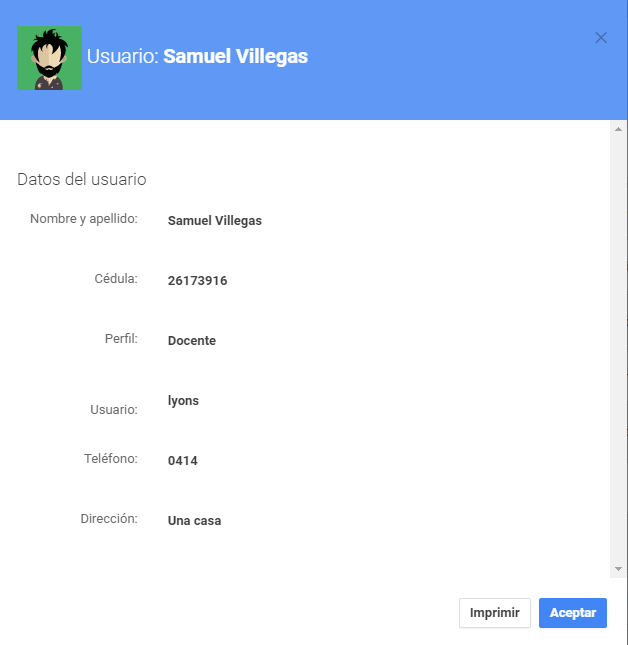 Usuario: Samuel Villegas
Datos del usuario
Nombre y apellido: Samuel Villegas
Cédula: 26173916
Perfil: Docente
Usuario: lyons
Teléfono: 0414
Dirección: Una casa
Imprimir Aceptar